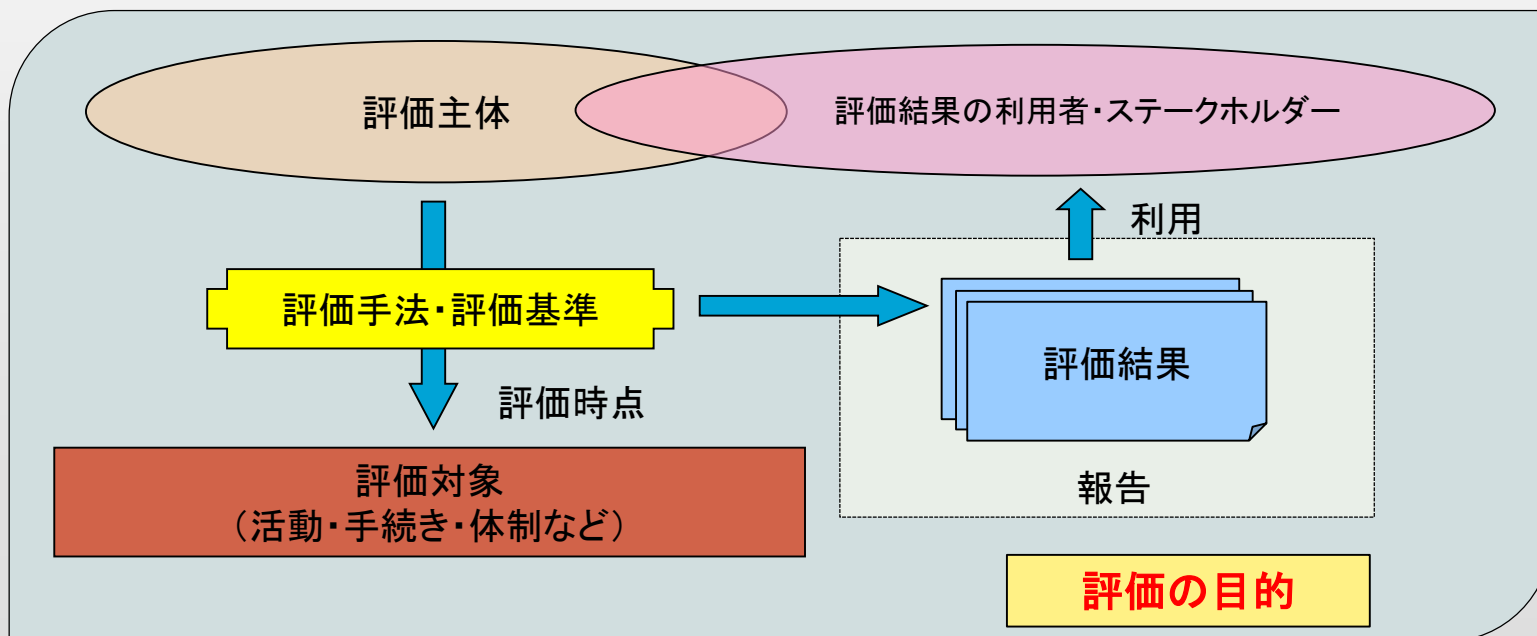 評価主体
評価結果の利用者・ステークホルダー
利用
評価手法・評価基準
評価結果
評価時点
評価対象
（活動・手続き・体制など）
報告
評価の目的